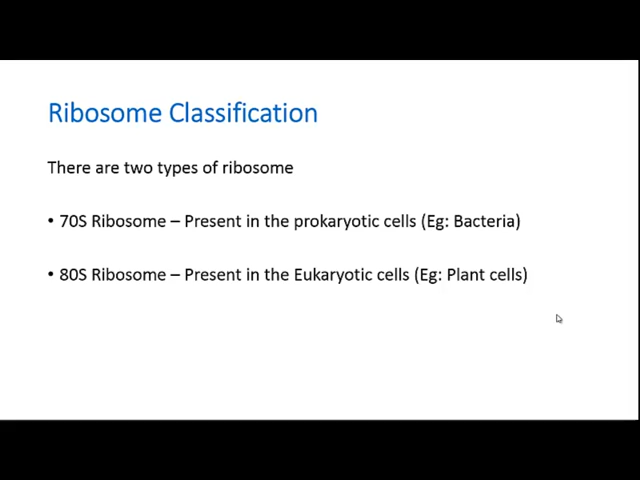 Ribosome Classification
There are two types of ribosome
• 70S Ribosome – Present in the prokaryotic cells (Eg: Bacteria)
• 80S Ribosome – Present in the Eukaryotic cells (Eg: Plant cells)